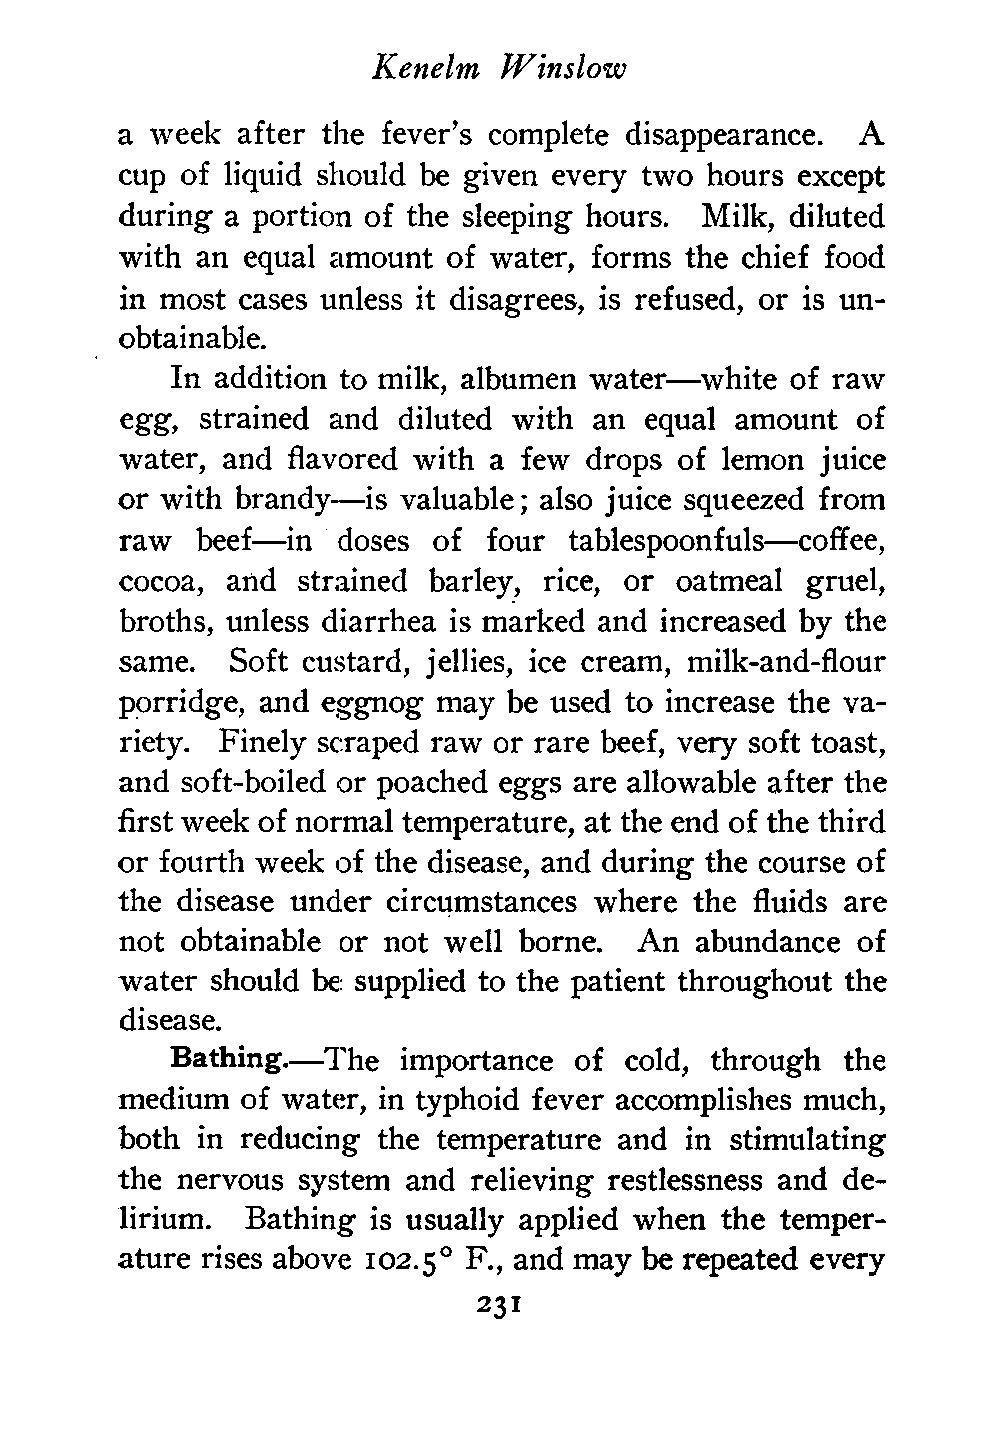 Kenelm Winslow
a week after the fever's complete disappearance. A
cup of liquid should be given every two hours except
during a portion of the sleeping hours. Milk, diluted
with an equal amount of water, forms the chief food
in most cases unless it disagrees, is refused, or is un-
obtainable.
In addition to milk, albumen water—white of raw
egg, strained and diluted with an equal amount of
water, and flavored with a few drops of lemon juice
or with brandy—is valuable; also juice squeezed from
raw beef—in doses of four tablespoonfuls—coffee,
cocoa, and strained barley, rice, or oatmeal gruel,
broths, unless diarrhea is marked and increased by the
same. Soft custard, jellies, ice cream, milk-and-flour
porridge, and eggnog may be used to increase the va-
riety. Finely scraped raw or rare beef, very soft toast,
and soft-boiled or poached eggs are allowable after the
first week of normal temperature, at the end of the third
or fourth week of the disease, and during the course of
the disease under circumstances where the fluids are
not obtainable or not well borne. An abundance of
water should be supplied to the patient throughout the
disease.
Bathing.—The importance of cold, through the
medium of water, in typhoid fever accomplishes much,
both in reducing the temperature and in stimulating
the nervous system and relieving restlessness and de-
lirium. Bathing is usually applied when the temper-
ature rises above 102.5° F., and may be repeated every
231